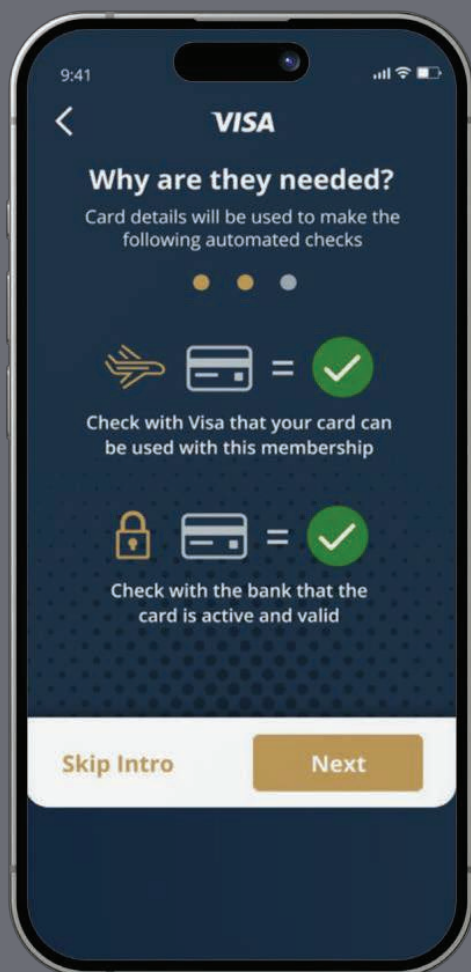 9:41
VISA
Why are they needed?
Card details will be used to make the
following automated checks
=
Check with Visa that your card can
be used with this membership
=
Check with the bank that the
card is active and valid
Skip Intro
Next